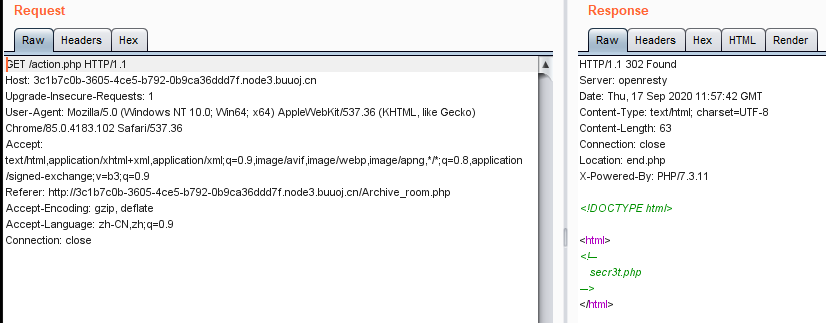 Request
Raw Headers Hex
GET /action.php HTTP/1.1
Host: 3c1b7c0b-3605-4ce5-b792-0b9ca36ddd7f.node3.buuoj.cn
Upgrade-Insecure-Requests: 1
User-Agent: Mozilla/5.0 (Windows NT 10.0; Win64; x64) AppleWebKit/537.36 (KHTML, like Gecko)
Chrome/85.0.4183.102 Safari/537.36
Accept:
text/html,application/xhtml+xml,application/xml;q=0.9,image/avif,image/webp,image/apng,*/*;q=0.8,application
/signed-exchange;v=b3;q=0.9
Referer: http://3c1b7c0b-3605-4ce5-b792-0b9ca36ddd7f.node3.buuoj.cn/Archive_room.php
Accept-Encoding: gzip, deflate
Accept-Language: zh-CN,zh;q=0.9
Connection: close
Response
Raw Headers Hex HTML Render
HTTP/1.1 302 Found
Server: openresty
Date: Thu, 17 Sep 2020 11:57:42 GMT
Content-Type: text/html; charset=UTF-8
Content-Length: 63
Connection: close
Location: end.php
X-Powered-By: PHP/7.3.11
<!DOCTYPE html>
<html>
<!--
secr3t.php
-->
</html>